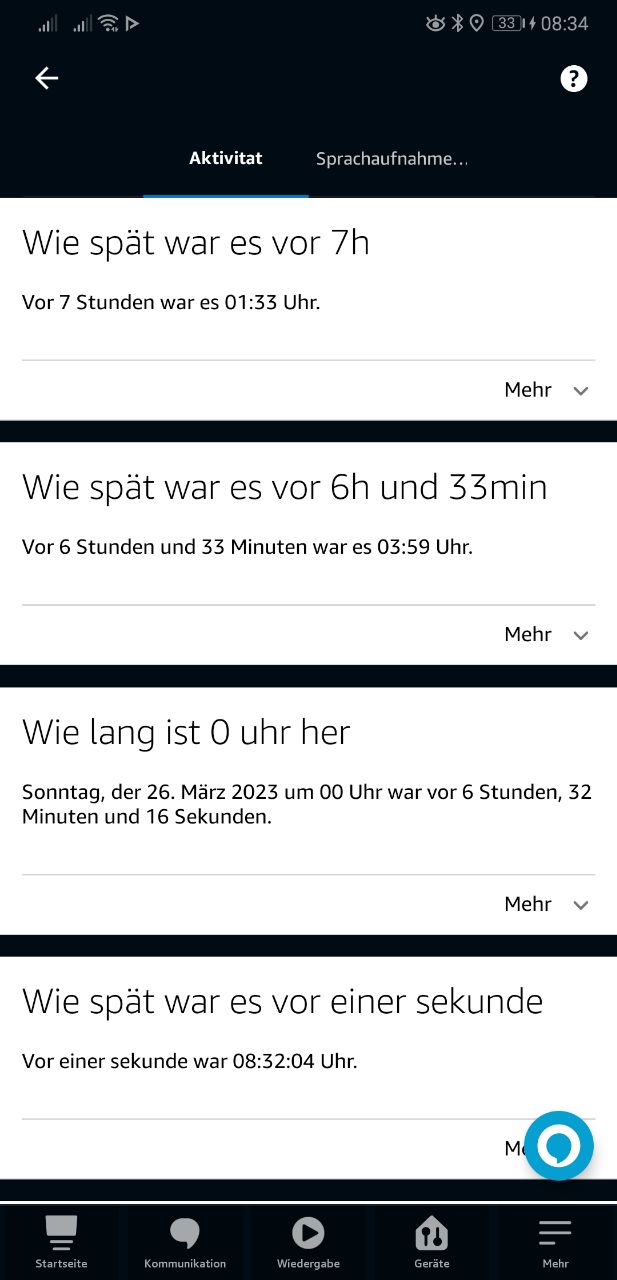 33 08:34
?
Aktivitat Sprachaufnahme...
Wie spät war es vor 7h
Vor 7 Stunden war es 01:33 Uhr.
Mehr
Wie spät war es vor 6h und 33min
Vor 6 Stunden und 33 Minuten war es 03:59 Uhr.
Mehr
Wie lang ist 0 uhr her
Sonntag, der 26. März 2023 um 00 Uhr war vor 6 Stunden, 32
Minuten und 16 Sekunden.
Mehr
Wie spät war es vor einer sekunde
Vor einer sekunde war 08:32:04 Uhr.
Me
Startseite Kommunikation Wiedergabe Geräte Mehr